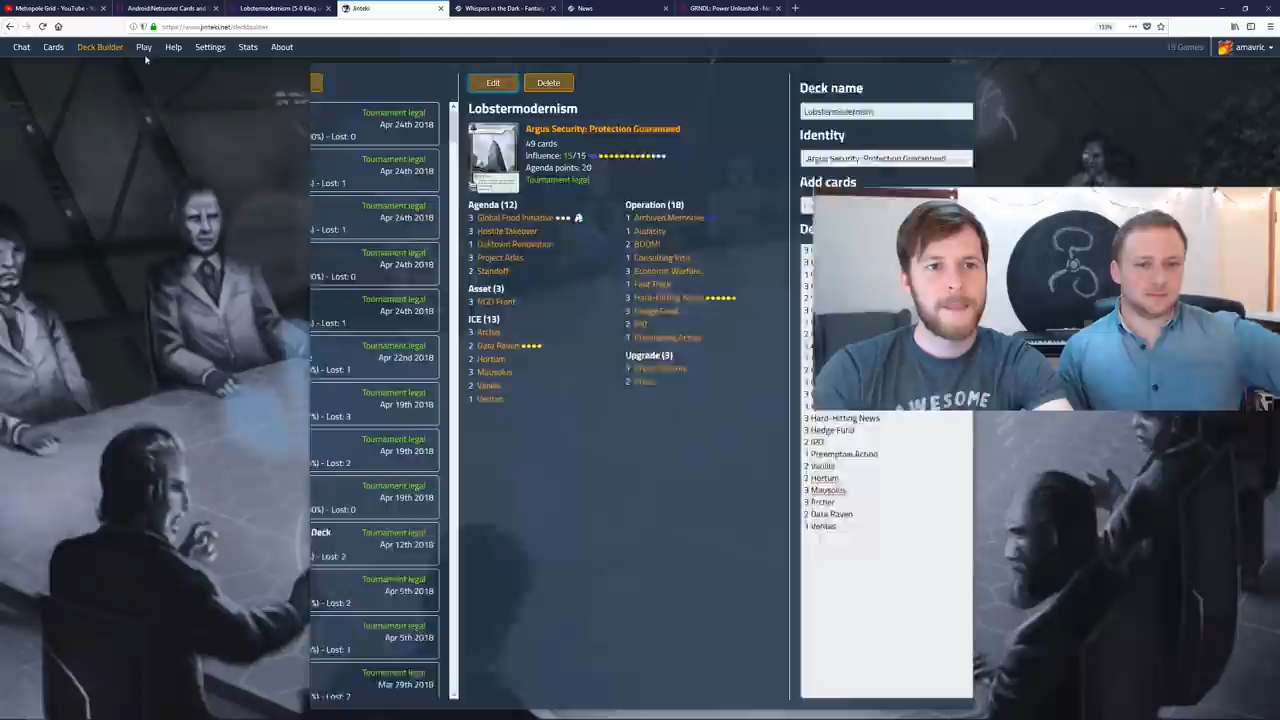 Metropole Grid - YouTube - Y
Android:Netrunner Cards and
Lobstermodernism (5-0 King
Jinteki
Whispers in the Dark - Fantasy
News
GRNDL: Power Unleashed - Ne
https://www.jinteki.net/deckbuilder
133%
Chat
Cards
Deck Builder
Play
Help
Settings
Stats
About
19 Games
amavric
Tournament legal
Apr 24th 2018
0%) - Lost: 0
Tournament legal
Apr 24th 2018
) - Lost: 1
Tournament legal
Apr 24th 2018
) - Lost: 1
Tournament legal
Apr 24th 2018
0%) - Lost: 0
Tournament legal
Apr 24th 2018
- Lost: 1
Tournament legal
Apr 22nd 2018
) - Lost: 1
Tournament legal
Apr 19th 2018
%) - Lost: 3
Tournament legal
Apr 19th 2018
%) - Lost: 2
Tournament legal
Apr 19th 2018
0%) - Lost: 0
Deck
Tournament legal
Apr 12th 2018
- Lost: 2
Tournament legal
Apr 5th 2018
%) - Lost: 2
Tournament legal
Apr 5th 2018
%) - Lost: 1
Tournament legal
Mar 29th 2018
%) - Lost: 2
Edit
Delete
Lobstermodernism
Argus Security: Protection Guaranteed
49 cards
Influence: 15/15
Agenda points: 20
Tournament legal
Agenda (12)
3 Global Food Initiative
3 Hostile Takeover
1 Oaktown Renovation
3 Project Atlas
2 Standoff
Asset (3)
3 NGO Front
ICE (13)
3 Archer
2 Data Raven
2 Hortum
3 Mausolus
2 Vanilla
1 Veritas
Operation (18)
1 Archived Memories
1 Audacity
2 BOOM!
1 Consulting Visit
3 Economic Warfare
1 Fast Track
3 Hard-Hitting News
3 Hedge Fund
2 IPO
1 Preemptive Action
Upgrade (3)
Deck name
Lobstermodernism
Identity
Argus Security: Protection Guaranteed
Add cards
3 Hard-Hitting News
3 Hedge Fund
2 IPO
1 Preemptive Action
2 Vanilla
2 Hortum
3 Mausolus
3 Archer
2 Data Raven
1 Veritas
AWESOME